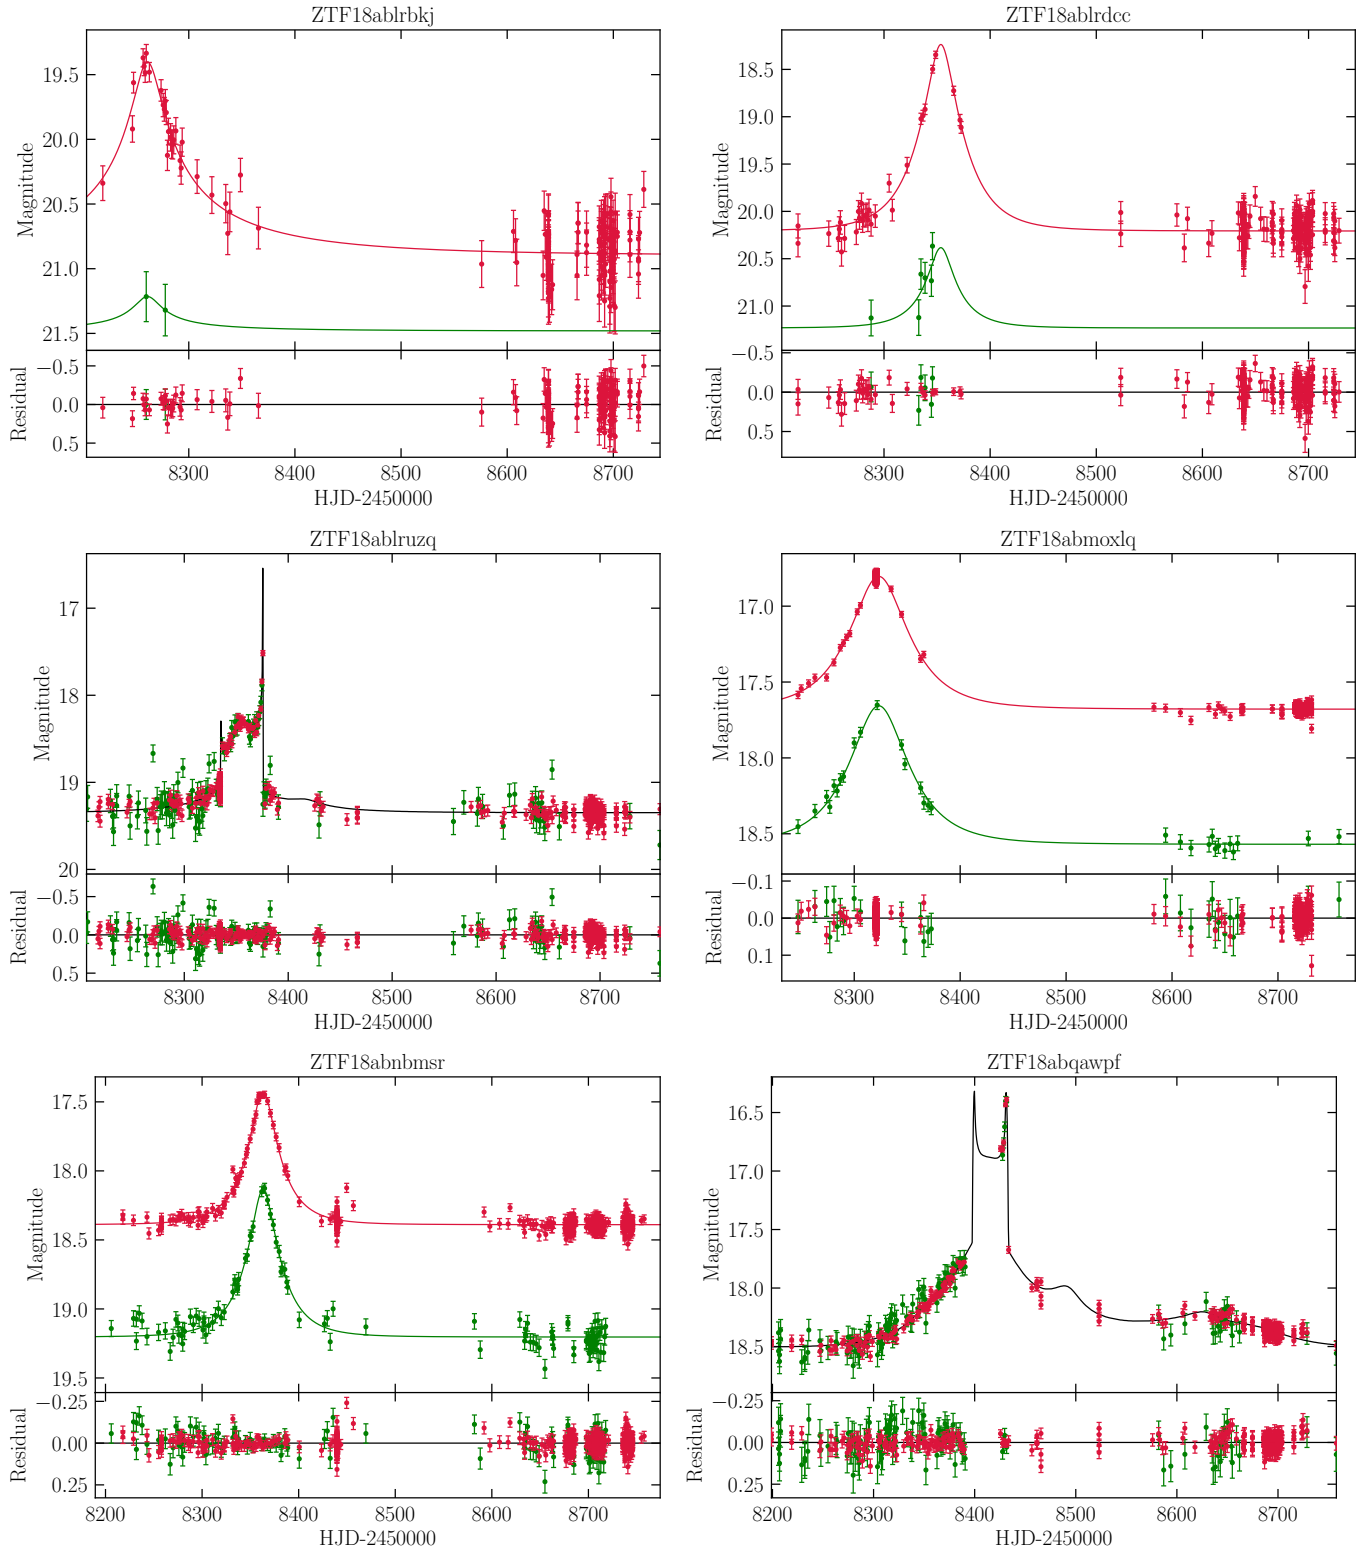 ZTF18ablrbkj
19.5
20.0
20.5
21.0
21.5
Magnitude
−0.5
0.0
0.5
Residual
8300 8400 8500 8600 8700
HJD-2450000
ZTF18ablrdcc
18.5
19.0
19.5
20.0
20.5
21.0
Magnitude
−0.5
0.0
0.5
Residual
8300 8400 8500 8600 8700
HJD-2450000
ZTF18ablruzq
17
18
19
20
Magnitude
−0.5
0.0
0.5
Residual
8300 8400 8500 8600 8700
HJD-2450000
ZTF18abmoxlq
17.0
17.5
18.0
18.5
Magnitude
−0.1
0.0
0.1
Residual
8300 8400 8500 8600 8700
HJD-2450000
ZTF18abnbmsr
17.5
18.0
18.5
19.0
19.5
Magnitude
−0.25
0.00
0.25
Residual
8200 8300 8400 8500 8600 8700
HJD-2450000
ZTF18abqawpf
16.5
17.0
17.5
18.0
18.5
Magnitude
−0.25
0.00
0.25
Residual
8200 8300 8400 8500 8600 8700
HJD-2450000